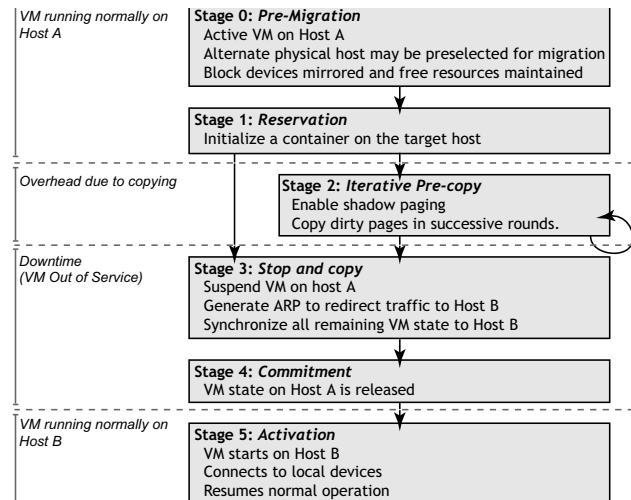 VM running normally on
Host A
Stage 0: Pre-Migration
Active VM on Host A
Alternate physical host may be preselected for migration
Block devices mirrored and free resources maintained
Stage 1: Reservation
Initialize a container on the target host
Overhead due to copying
Stage 2: Iterative Pre-copy
Enable shadow paging
Copy dirty pages in successive rounds.
Downtime
(VM Out of Service)
Stage 3: Stop and copy
Suspend VM on host A
Generate ARP to redirect traffic to Host B
Synchronize all remaining VM state to Host B
Stage 4: Commitment
VM state on Host A is released
VM running normally on
Host B
Stage 5: Activation
VM starts on Host B
Connects to local devices
Resumes normal operation